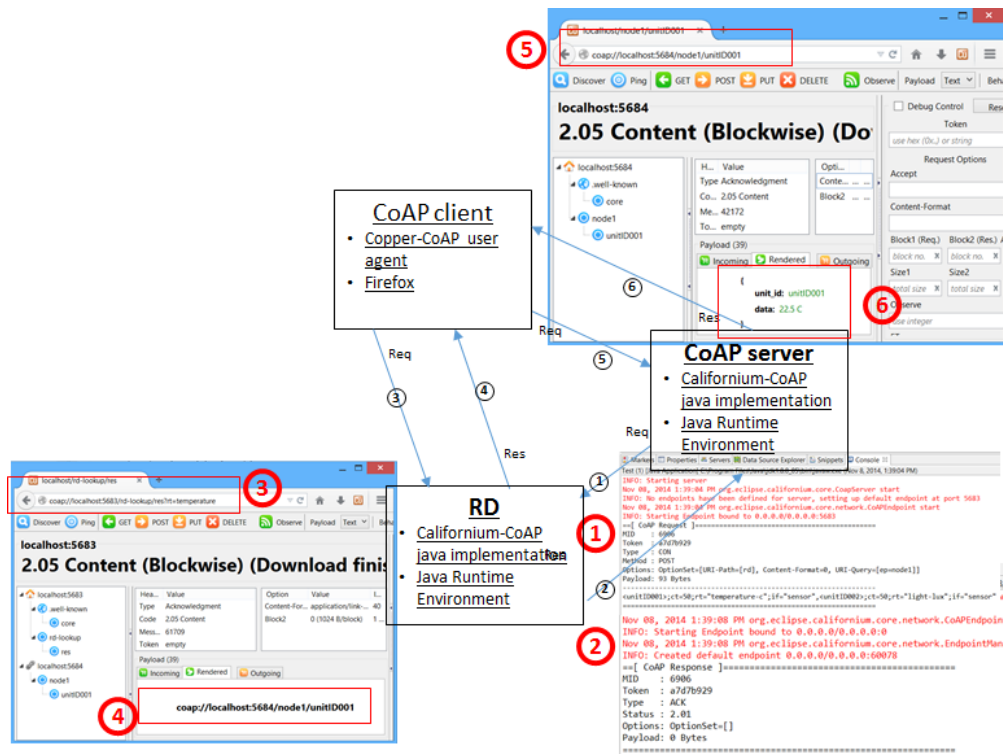 localhost/node1/unitID001
5
coap://localhost:5684/node1/unitID001
Discover Ping GET POST PUT DELETE Observe Payload Text Beha
localhost:5684
2.05 Content (Blockwise) (Do
Debug Control Rese
Token
use hex (0x..) or string
Request Options
Accept
Content-Format
Block1 (Req.) Block2 (Res.)
block no. x block no. x
Size1 Size2
total size x total size x
Observe
use integer
localhost:5684
.well-known
core
node1
unitID001
H... Value
Type Acknowledgment
Co... 2.05 Content
Me... 42172
To... empty
Opti...
Conte... ... ...
Block2 ... ...
Payload (39)
Incoming Rendered Outgoing
{
unit_id: unitID001
data: 22.5 C
}
6
CoAP client
• Copper-CoAP user
agent
• Firefox
6
Res
Req
5
Req
3
4
Res
CoAP server
• Californium-CoAP
java implementation
• Java Runtime
Environment
Req
1
RD
• Californium-CoAP
java implementation
• Java Runtime
Environment
Res
2
localhost/rd-lookup/res
3
coap://localhost:5683/rd-lookup/res?rt=temperature
Discover Ping GET POST PUT DELETE Observe Payload Text
localhost:5683
2.05 Content (Blockwise) (Download finis
localhost:5683
.well-known
core
rd-lookup
res
localhost:5684
node1
unitID001
Hea... Value
Type Acknowledgment
Code 2.05 Content
Mess... 61709
Token empty
Option Value I...
Content-For... application/link-... 40
Block2 0 (1024 B/block) 1 ...
Payload (39)
Incoming Rendered Outgoing
4
coap://localhost:5684/node1/unitID001
Markers Properties Servers Data Source Explorer Snippets Console
INFO: Starting server
Nov 08, 2014 1:39:04 PM org.eclipse.californium.core.CoapServer start
INFO: No endpoints have been defined for server, setting up default endpoint at port 5683
Nov 08, 2014 1:39:04 PM org.eclipse.californium.core.network.CoAPEndpoint start
INFO: Starting Endpoint bound to 0.0.0.0/0.0.0.0:5683
1
==[ CoAP Request ]=============================================
MID : 6906
Token : a7d7b929
Type : CON
Method : POST
Options: OptionSet=[URI-Path=[rd], Content-Format=0, URI-Query=[ep=node1]]
Payload: 93 Bytes
<unitID001>;ct=50;rt="temperature-c";if="sensor",<unitID002>;ct=50;rt="light-lux";if="sensor"
2
Nov 08, 2014 1:39:08 PM org.eclipse.californium.core.network.CoAPEndpoin
INFO: Starting Endpoint bound to 0.0.0.0/0.0.0.0:0
Nov 08, 2014 1:39:08 PM org.eclipse.californium.core.network.EndpointMan
INFO: Created default endpoint 0.0.0.0/0.0.0.0:60078
==[ CoAP Response ]============================================
MID : 6906
Token : a7d7b929
Type : ACK
Status : 2.01
Options: OptionSet=[]
Payload: 0 Bytes
===============================================================